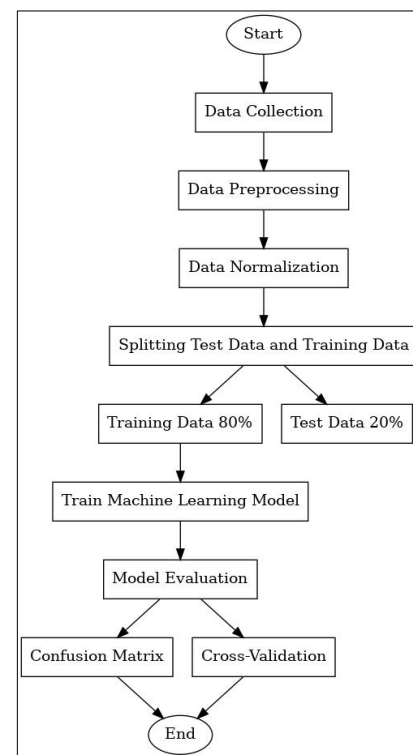 Start
Data Collection
Data Preprocessing
Data Normalization
Splitting Test Data and Training Data
Training Data 80%
Test Data 20%
Train Machine Learning Model
Model Evaluation
Confusion Matrix
Cross-Validation
End